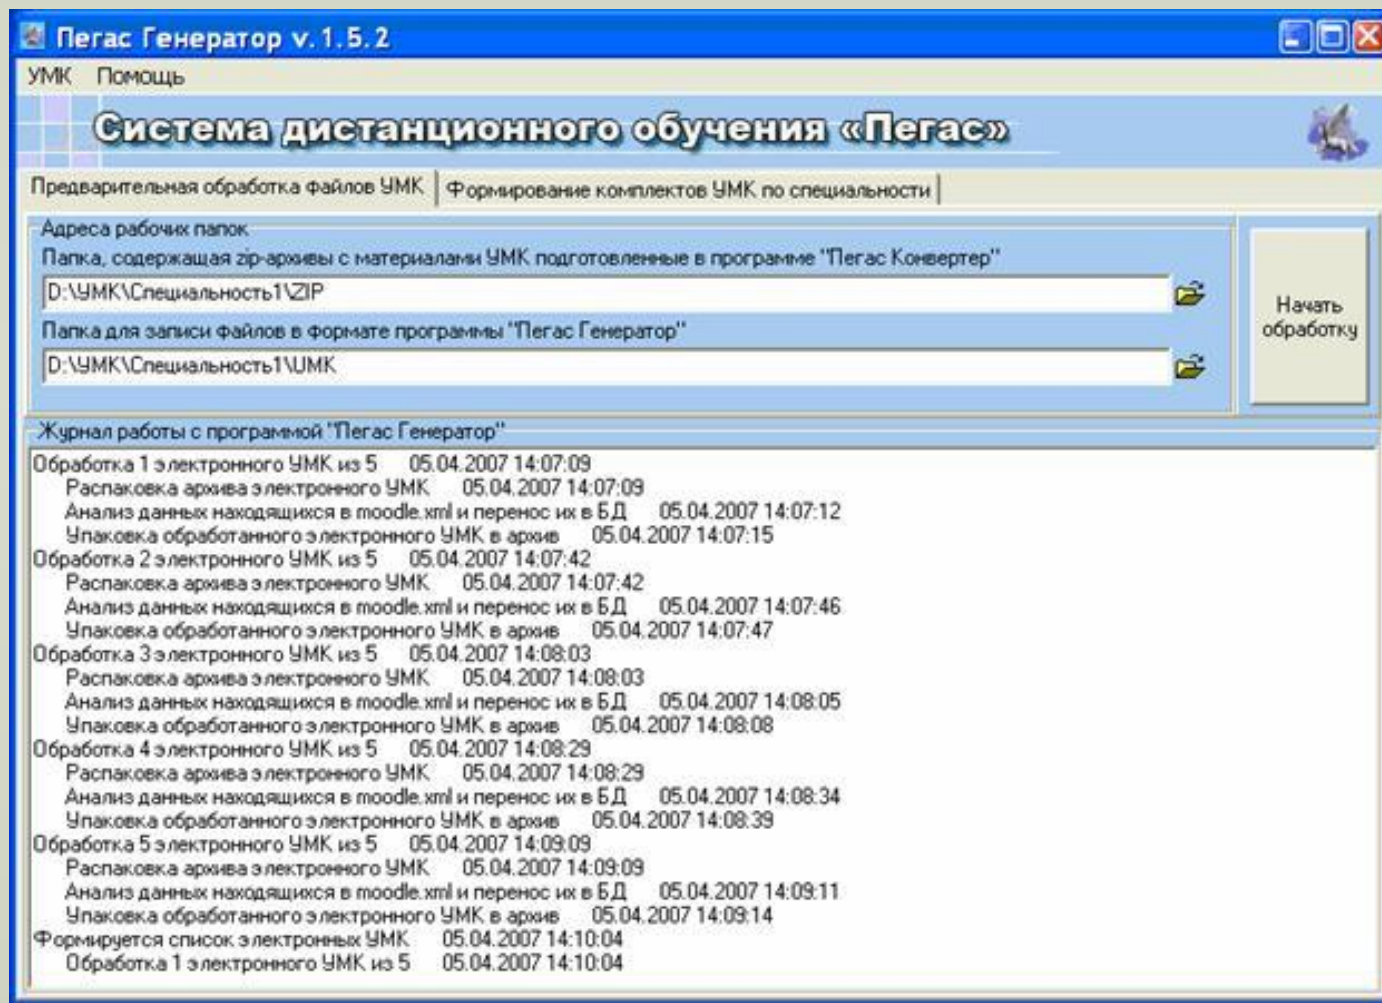 Пегас Генератор v.1.5.2
УМК Помощь
Система дистанционного обучения «Пегас»
Предварительная обработка файлов УМК Формирование комплектов УМК по специальности
Адреса рабочих папок
Папка, содержащая zip-архивы с материалами УМК подготовленные в программе "Пегас Конвертер"
D:\УМК\Специальность1\ZIP
Начать
обработку
Папка для записи файлов в формате программы "Пегас Генератор"
D:\УМК\Специальность1\UMK
Журнал работы с программой "Пегас Генератор"
Обработка 1 электронного УМК из 5 05.04.2007 14:07:09
Распаковка архива электронного УМК 05.04.2007 14:07:09
Анализ данных находящихся в moodle.xml и перенос их в БД 05.04.2007 14:07:12
Упаковка обработанного электронного УМК в архив 05.04.2007 14:07:15
Обработка 2 электронного УМК из 5 05.04.2007 14:07:42
Распаковка архива электронного УМК 05.04.2007 14:07:42
Анализ данных находящихся в moodle.xml и перенос их в БД 05.04.2007 14:07:46
Упаковка обработанного электронного УМК в архив 05.04.2007 14:07:47
Обработка 3 электронного УМК из 5 05.04.2007 14:08:03
Распаковка архива электронного УМК 05.04.2007 14:08:03
Анализ данных находящихся в moodle.xml и перенос их в БД 05.04.2007 14:08:05
Упаковка обработанного электронного УМК в архив 05.04.2007 14:08:08
Обработка 4 электронного УМК из 5 05.04.2007 14:08:29
Распаковка архива электронного УМК 05.04.2007 14:08:29
Анализ данных находящихся в moodle.xml и перенос их в БД 05.04.2007 14:08:34
Упаковка обработанного электронного УМК в архив 05.04.2007 14:08:39
Обработка 5 электронного УМК из 5 05.04.2007 14:09:09
Распаковка архива электронного УМК 05.04.2007 14:09:09
Анализ данных находящихся в moodle.xml и перенос их в БД 05.04.2007 14:09:11
Упаковка обработанного электронного УМК в архив 05.04.2007 14:09:14
Формируется список электронных УМК 05.04.2007 14:10:04
Обработка 1 электронного УМК из 5 05.04.2007 14:10:04